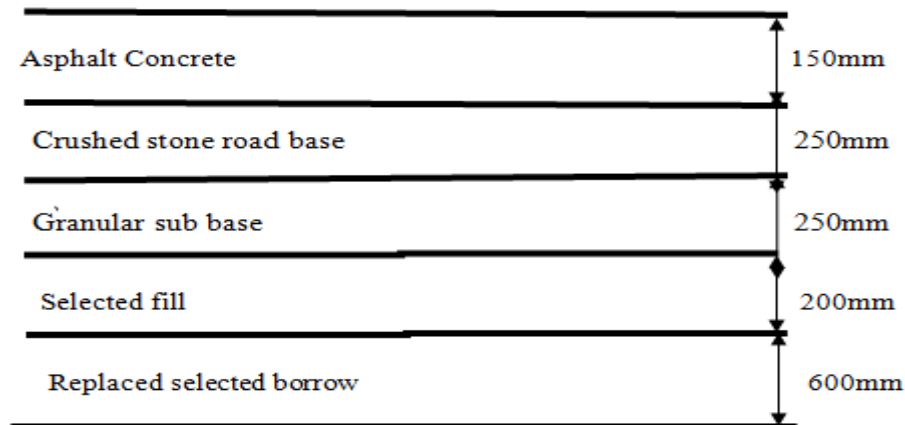 Asphalt Concrete 150mm
Crushed stone road base 250mm
Granular sub base 250mm
Selected fill 200mm
Replaced selected borrow 600mm